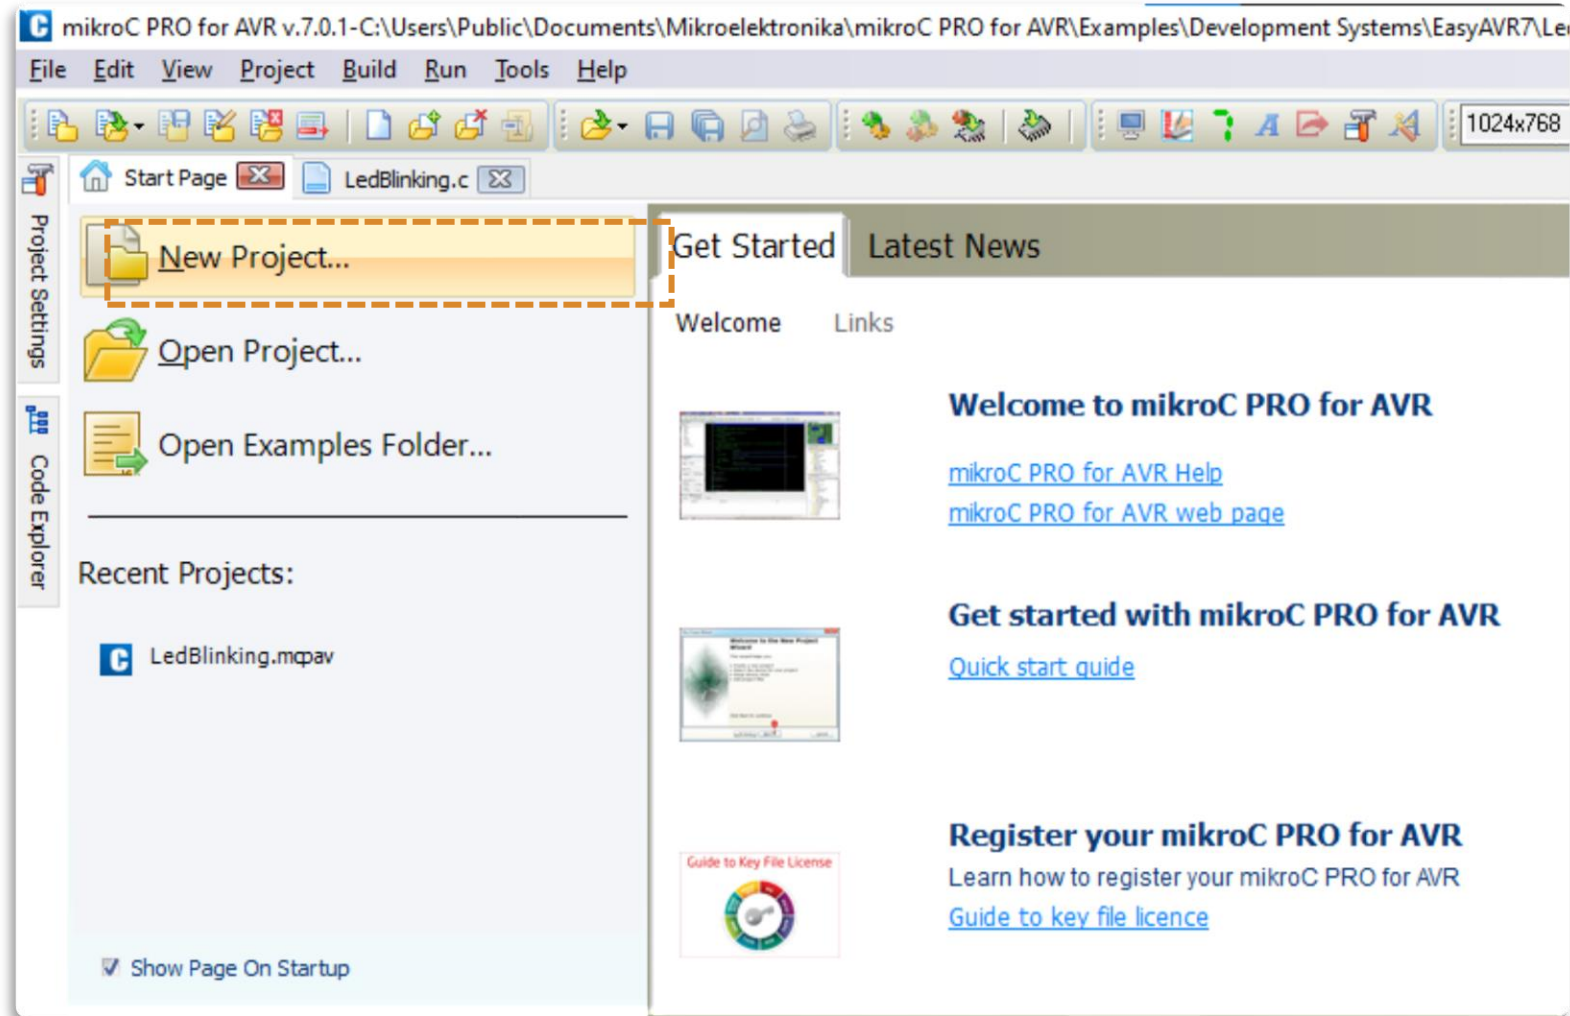 mikroC PRO for AVR v.7.0.1-C:\Users\Public\Documents\Mikroelektronika\mikroC PRO for AVR\Examples\Development Systems\EasyAVR7\Le
File Edit View Project Build Run Tools Help
1024x768
Start Page LedBlinking.c
Project Settings
Code Explorer
New Project...
Open Project...
Open Examples Folder...
Recent Projects:
LedBlinking.mcpav
Show Page On Startup
Get Started Latest News
Welcome Links
Welcome to mikroC PRO for AVR
mikroC PRO for AVR Help
mikroC PRO for AVR web page
Get started with mikroC PRO for AVR
Quick start guide
Guide to Key File License
Register your mikroC PRO for AVR
Learn how to register your mikroC PRO for AVR
Guide to key file licence